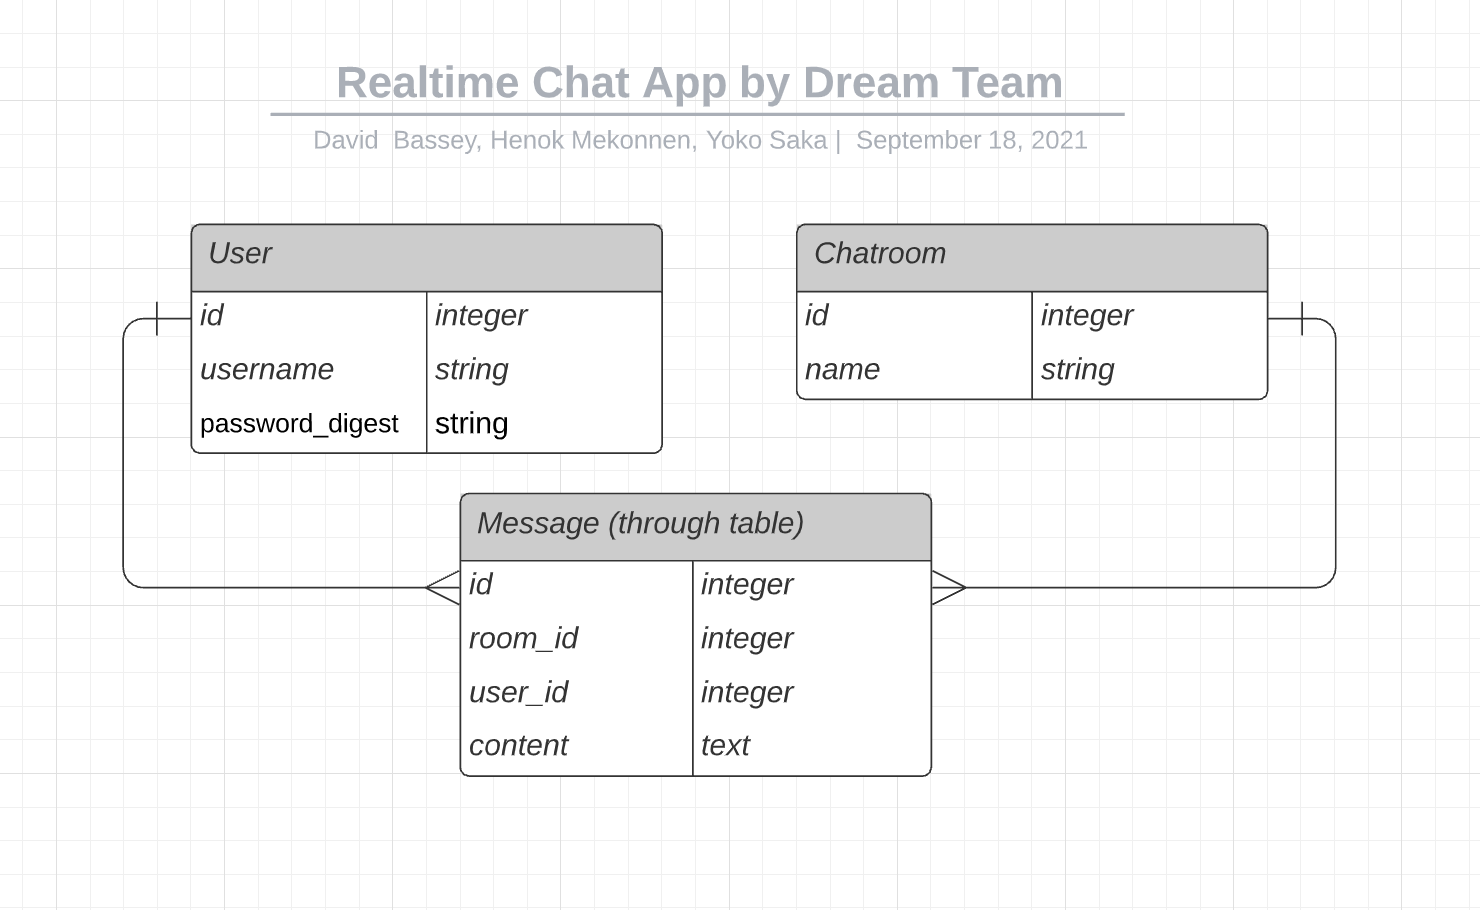 Realtime Chat App by Dream Team
David  Bassey, Henok Mekonnen, Yoko Saka |  September 18, 2021
User
id integer
username string
password_digest string
Chatroom
id integer
name string
Message (through table)
id integer
room_id integer
user_id integer
content text